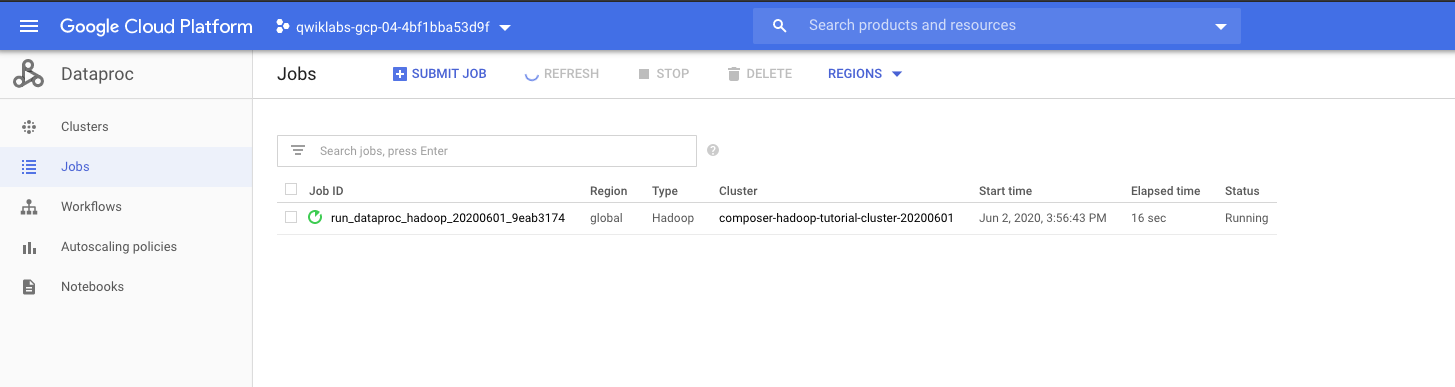 Google Cloud Platform qwiklabs-gcp-04-4bf1bba53d9f Search products and resources
Dataproc Jobs SUBMIT JOB REFRESH STOP DELETE REGIONS
Clusters
Jobs
Workflows
Autoscaling policies
Notebooks
Search jobs, press Enter ?
Job ID Region Type Cluster Start time Elapsed time Status
run_dataproc_hadoop_20200601_9eab3174 global Hadoop composer-hadoop-tutorial-cluster-20200601 Jun 2, 2020, 3:56:43 PM 16 sec Running